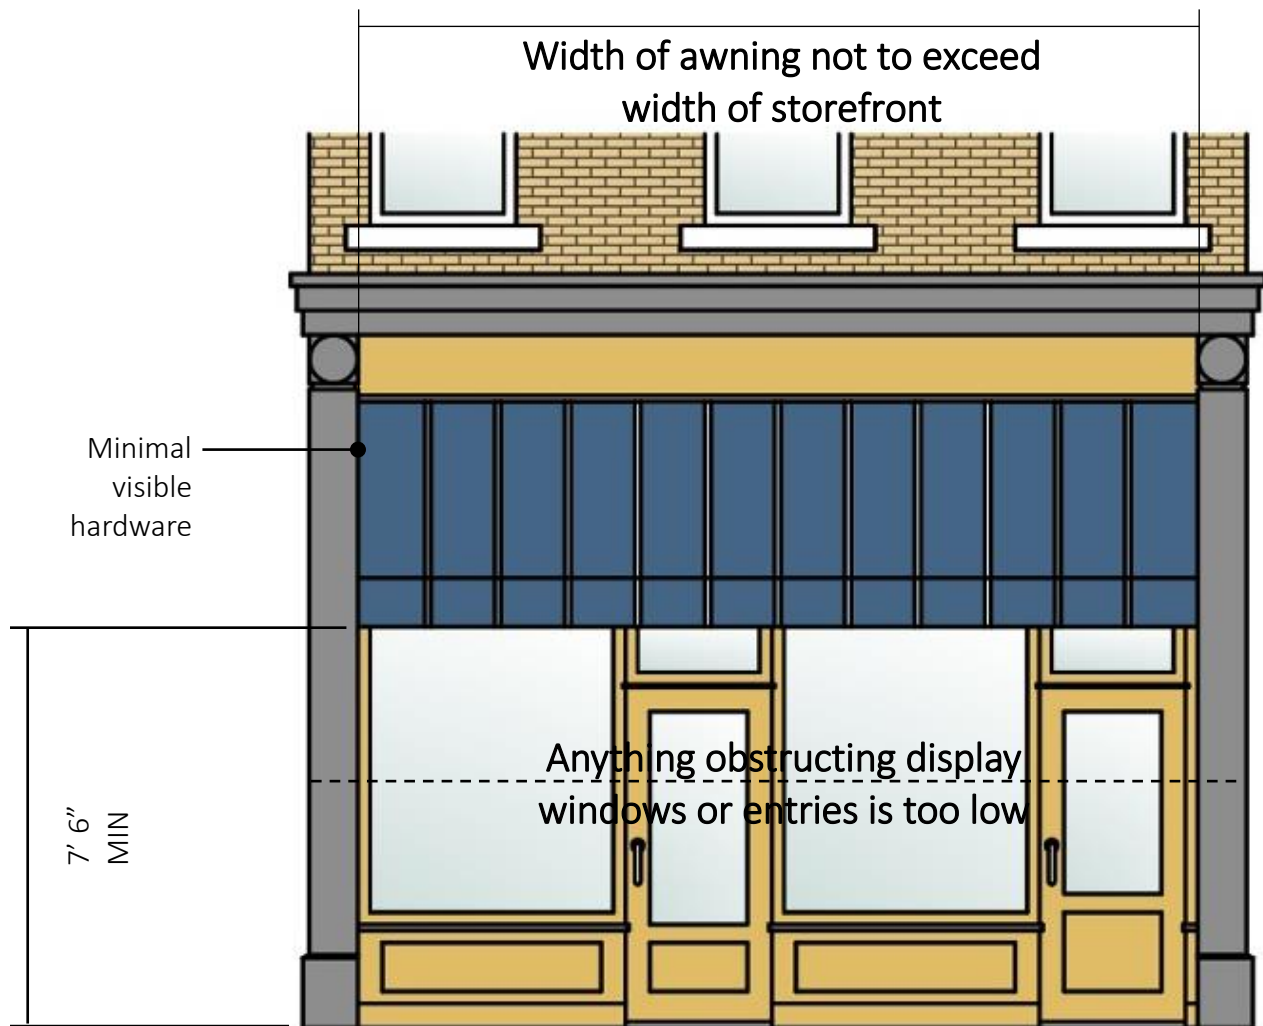 Width of awning not to exceed
width of storefront
Minimal
visible
hardware
Anything obstructing display
windows or entries is too low
7’ 6”
MIN